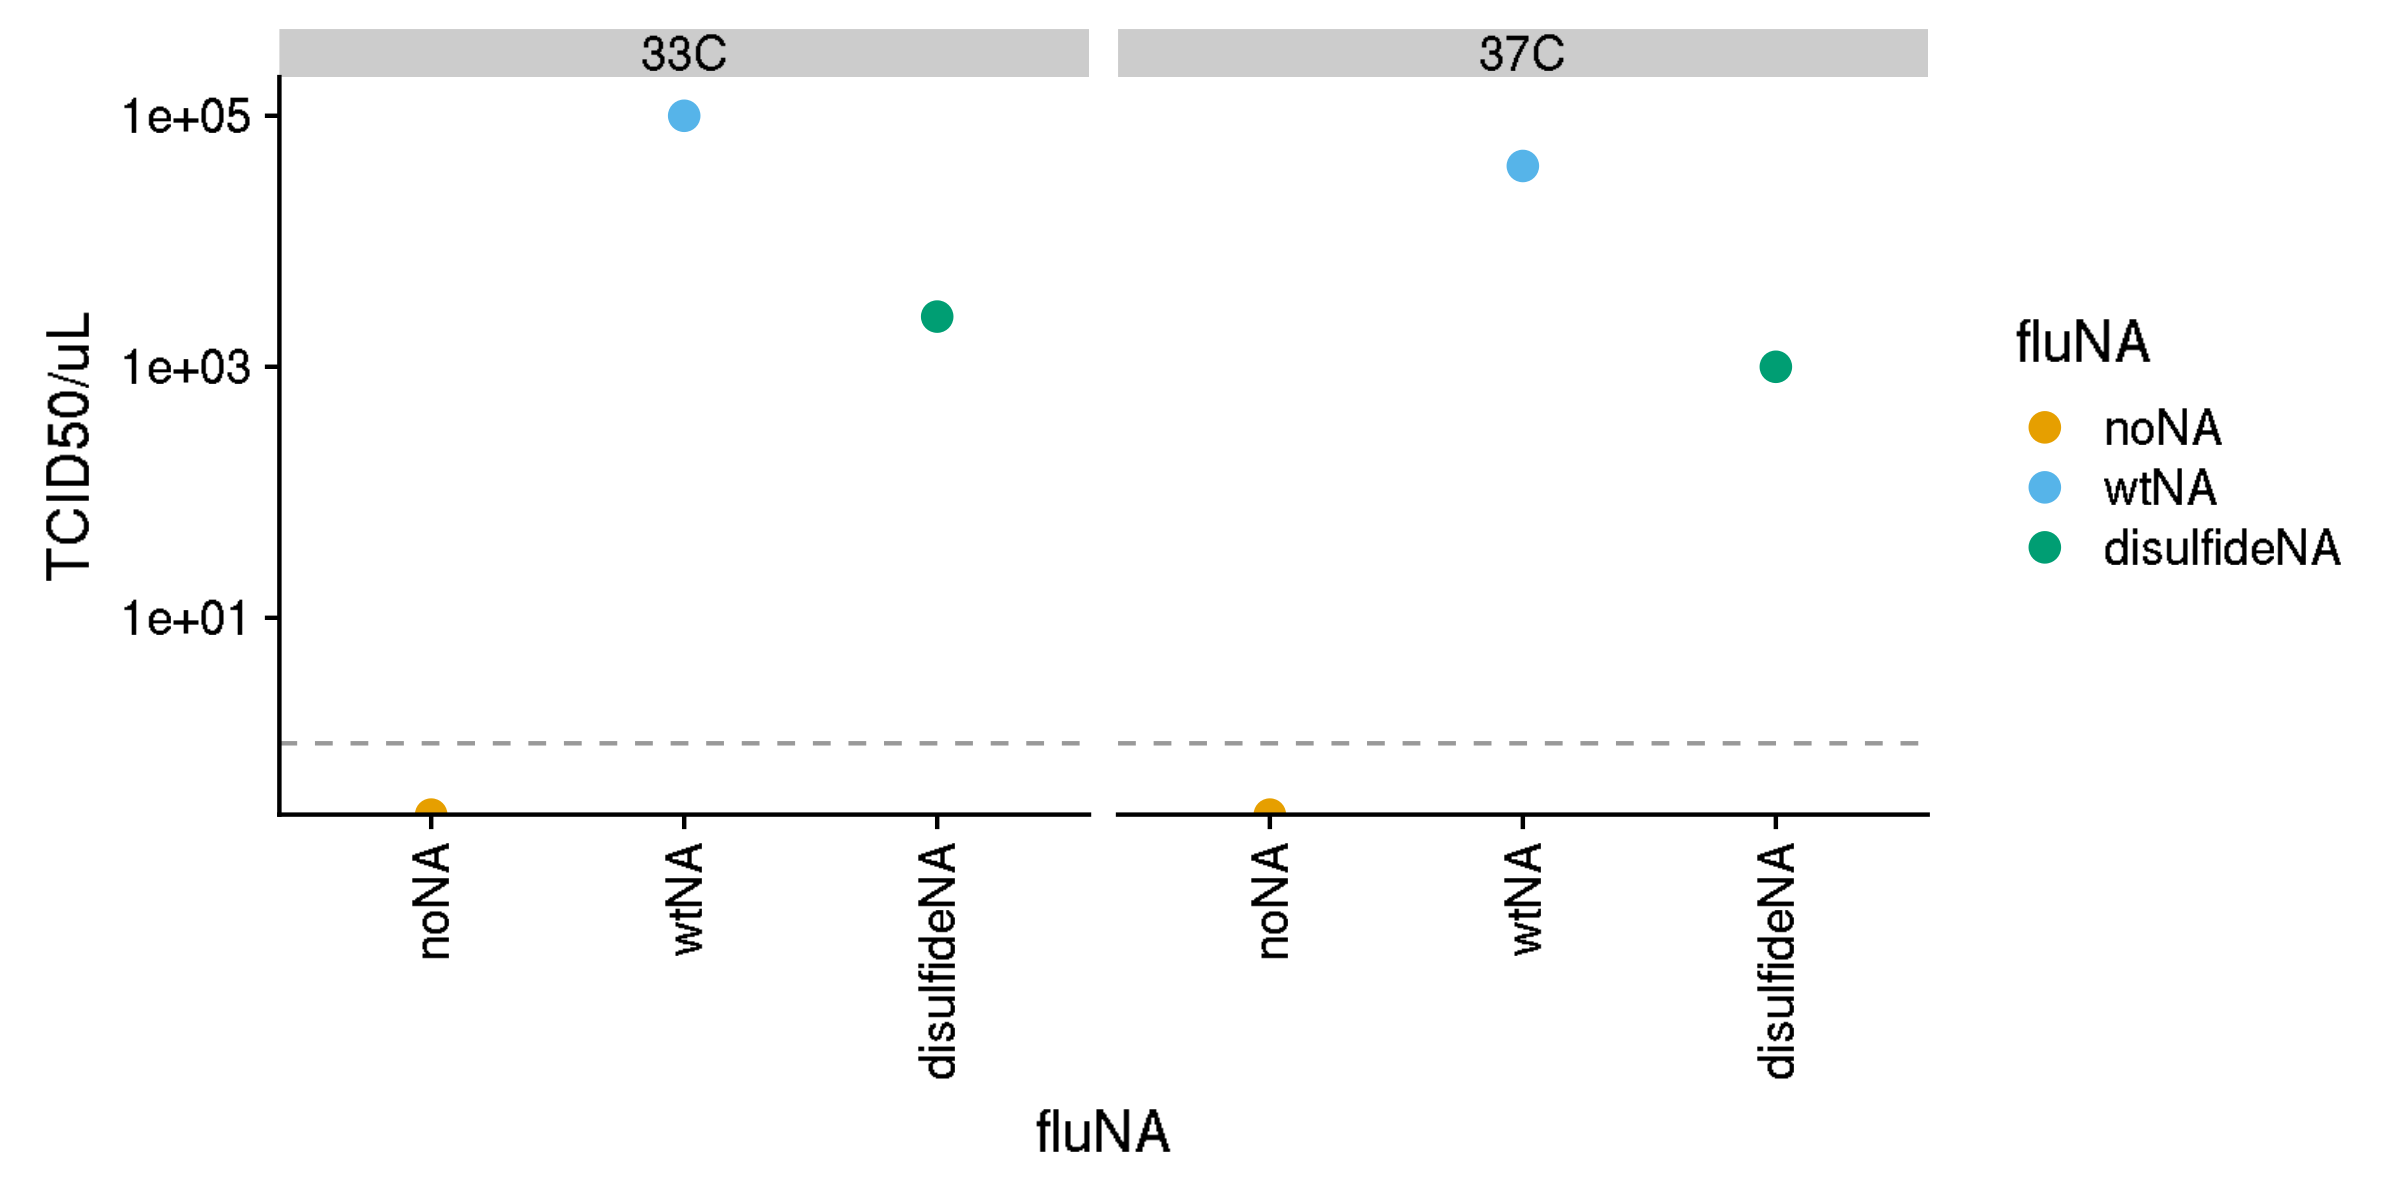 33C
37C
1e+05
1e+03
1e+01
TCID50/uL
noNA
wtNA
disulfideNA
noNA
wtNA
disulfideNA
fluNA
fluNA
noNA
wtNA
disulfideNA